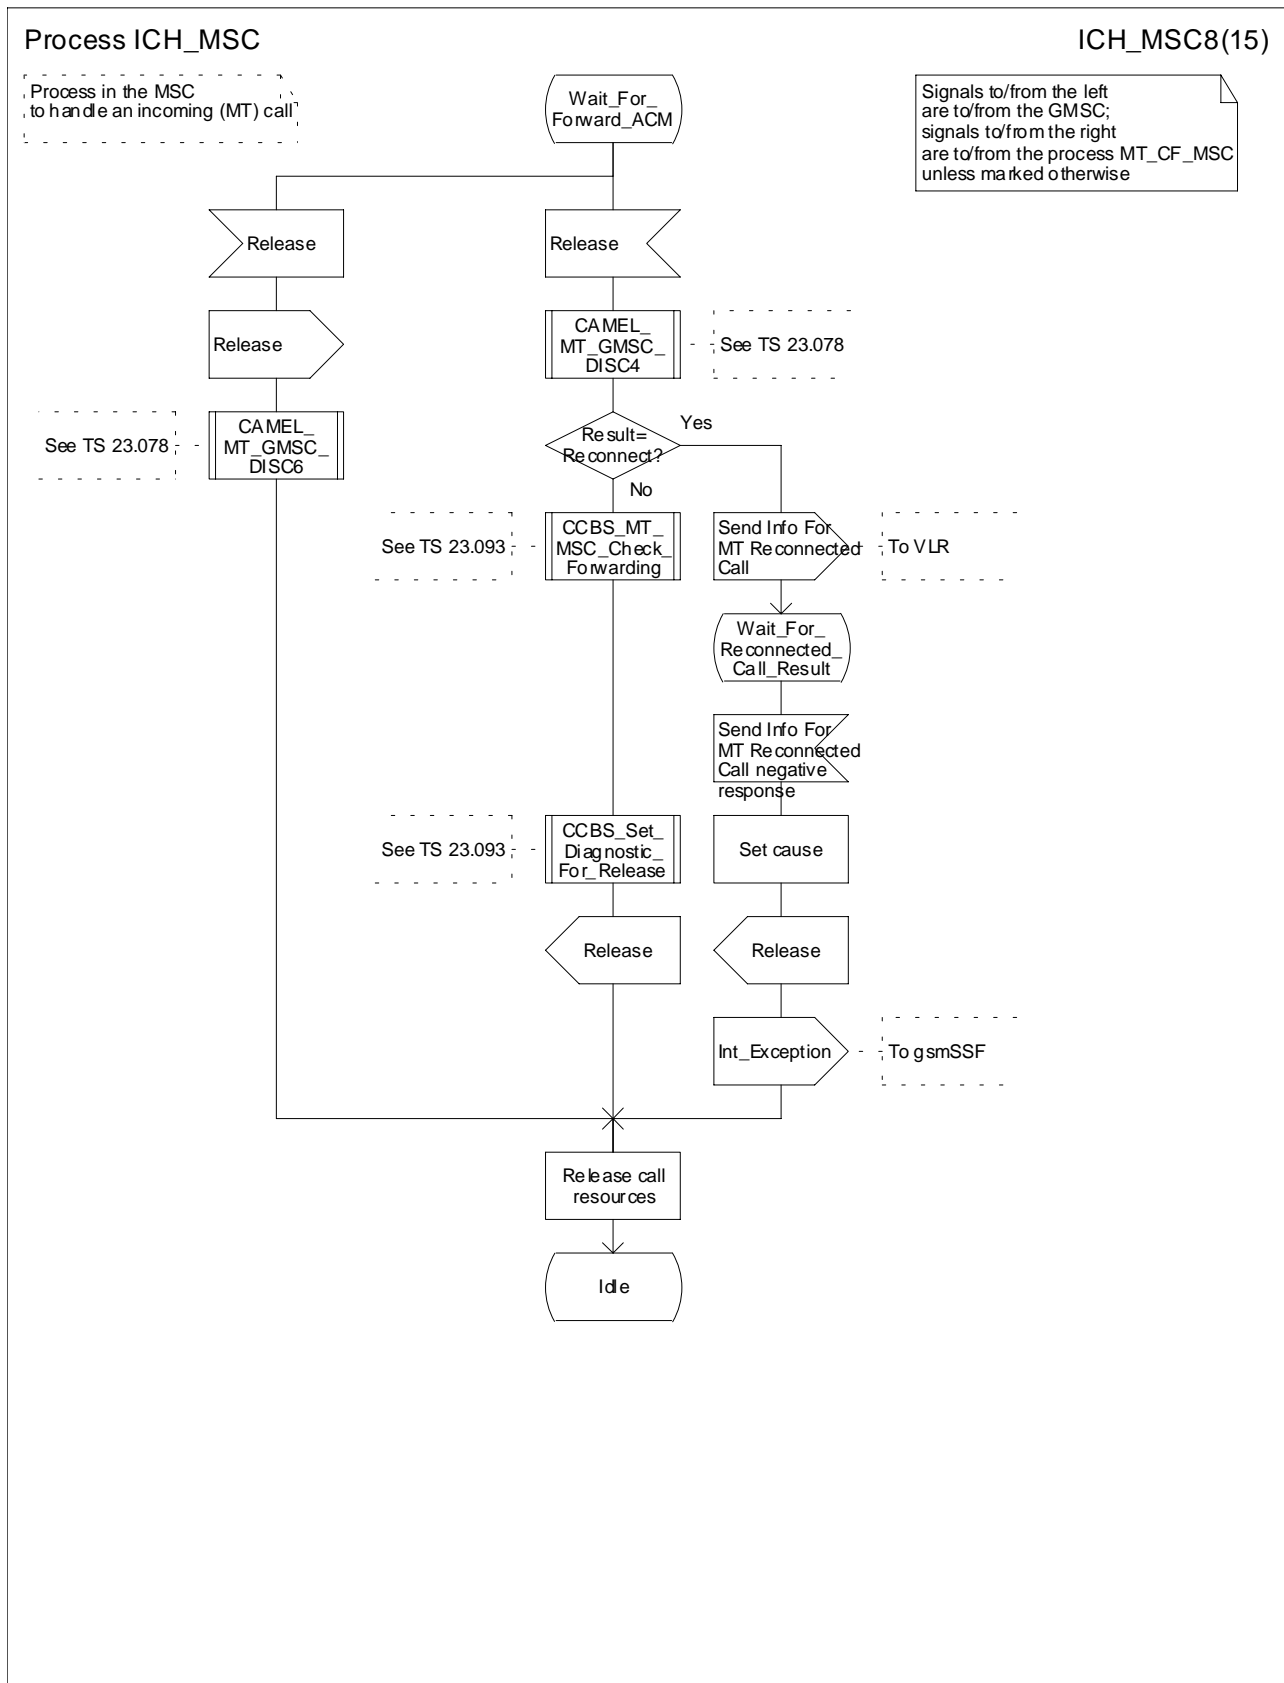 Process ICH_MSC
ICH_MSC8(15)
Process in the MSC
to handle an incoming (MT) call
Wait_For_
Forward_ACM
Signals to/from the left
are to/from the GMSC;
signals to/from the right
are to/from the process MT_CF_MSC
unless marked otherwise
Release
Release
Release
CAMEL_
MT_GMSC_
DISC4
See TS 23.078
See TS 23.078
CAMEL_
MT_GMSC_
DISC6
Result=
Reconnect?
Yes
No
See TS 23.093
CCBS_MT_
MSC_Check_
Forwarding
Send Info For
MT Reconnected
Call
To VLR
Wait_For_
Reconnected_
Call_Result
Send Info For
MT Reconnected
Call negative
response
See TS 23.093
CCBS_Set_
Diagnostic_
For_Release
Set cause
Release
Release
Int_Exception
To gsmSSF
Release call
resources
Idle